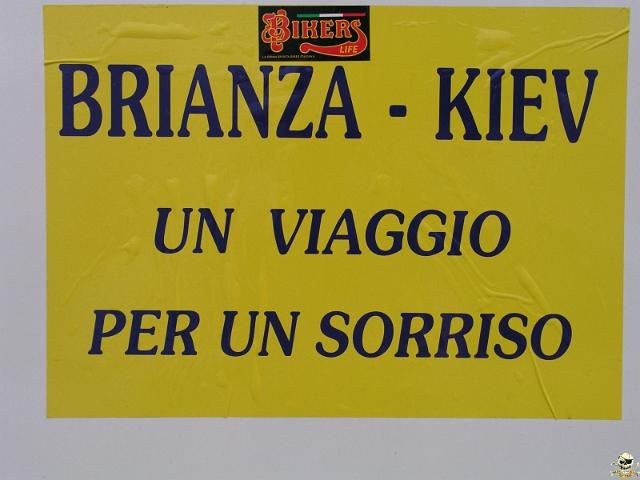 BIKERS
LIFE
BRIANZA - KIEV
UN VIAGGIO
PER UN SORRISO